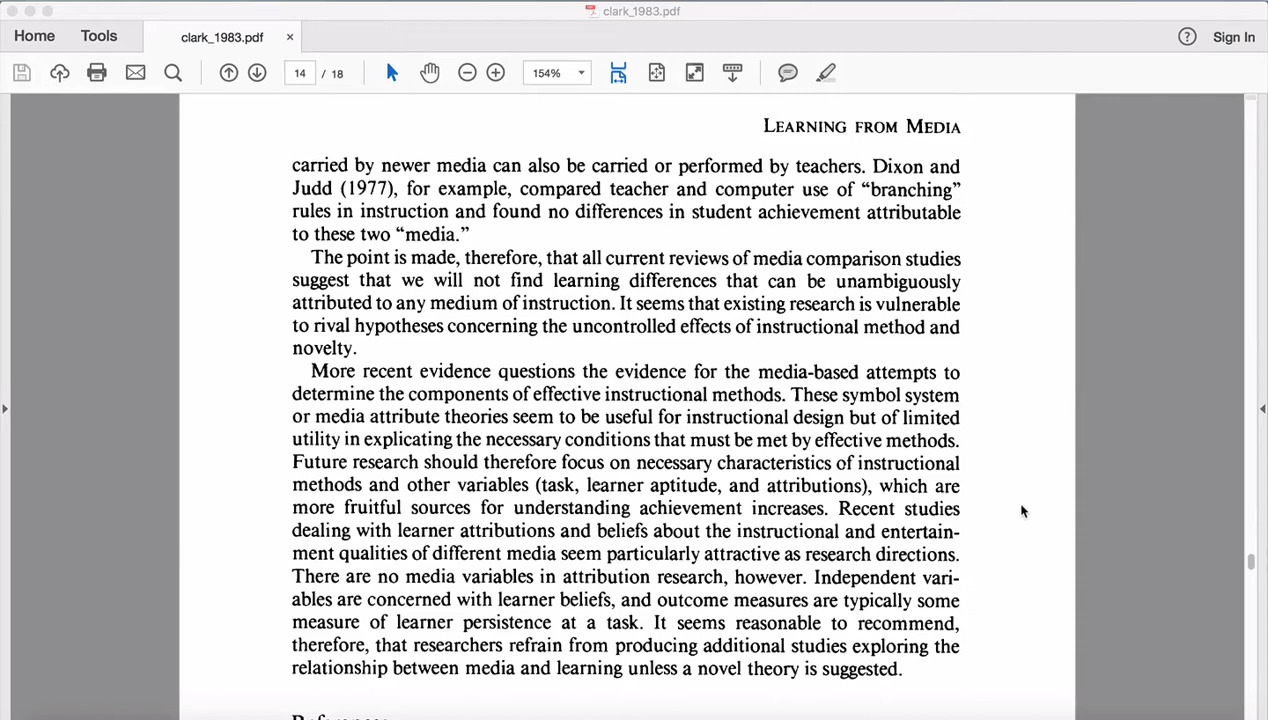 clark_1983.pdf
Home Tools clark_1983.pdf × ? Sign In
14 / 18 154%
LEARNING FROM MEDIA
carried by newer media can also be carried or performed by teachers. Dixon and
Judd (1977), for example, compared teacher and computer use of “branching”
rules in instruction and found no differences in student achievement attributable
to these two “media.”
The point is made, therefore, that all current reviews of media comparison studies
suggest that we will not find learning differences that can be unambiguously
attributed to any medium of instruction. It seems that existing research is vulnerable
to rival hypotheses concerning the uncontrolled effects of instructional method and
novelty.
More recent evidence questions the evidence for the media-based attempts to
determine the components of effective instructional methods. These symbol system
or media attribute theories seem to be useful for instructional design but of limited
utility in explicating the necessary conditions that must be met by effective methods.
Future research should therefore focus on necessary characteristics of instructional
methods and other variables (task, learner aptitude, and attributions), which are
more fruitful sources for understanding achievement increases. Recent studies
dealing with learner attributions and beliefs about the instructional and entertain-
ment qualities of different media seem particularly attractive as research directions.
There are no media variables in attribution research, however. Independent vari-
ables are concerned with learner beliefs, and outcome measures are typically some
measure of learner persistence at a task. It seems reasonable to recommend,
therefore, that researchers refrain from producing additional studies exploring the
relationship between media and learning unless a novel theory is suggested.
References